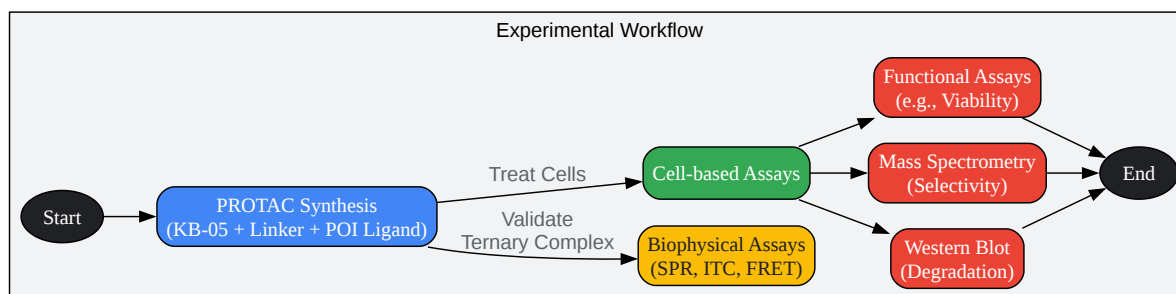 Experimental Workflow
Start
PROTAC Synthesis
(KB-05 + Linker + POI Ligand)
Treat Cells
Validate
Ternary Complex
Cell-based Assays
Biophysical Assays
(SPR, ITC, FRET)
Functional Assays
(e.g., Viability)
Mass Spectrometry
(Selectivity)
Western Blot
(Degradation)
End